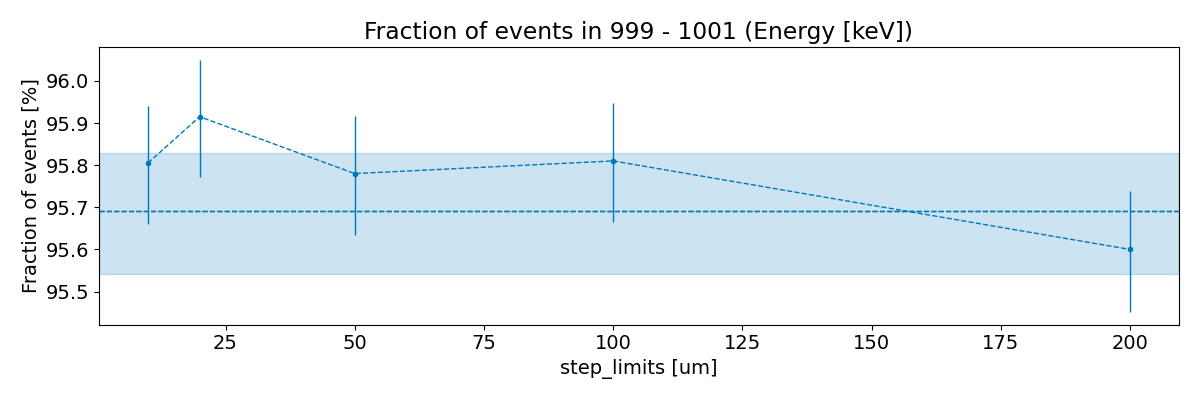 Fraction of events in 999 - 1001 (Energy [keV])
Fraction of events [%]
96.0
95.9
95.8
95.7
95.6
95.5
25 50 75 100 125 150 175 200
step_limits [um]